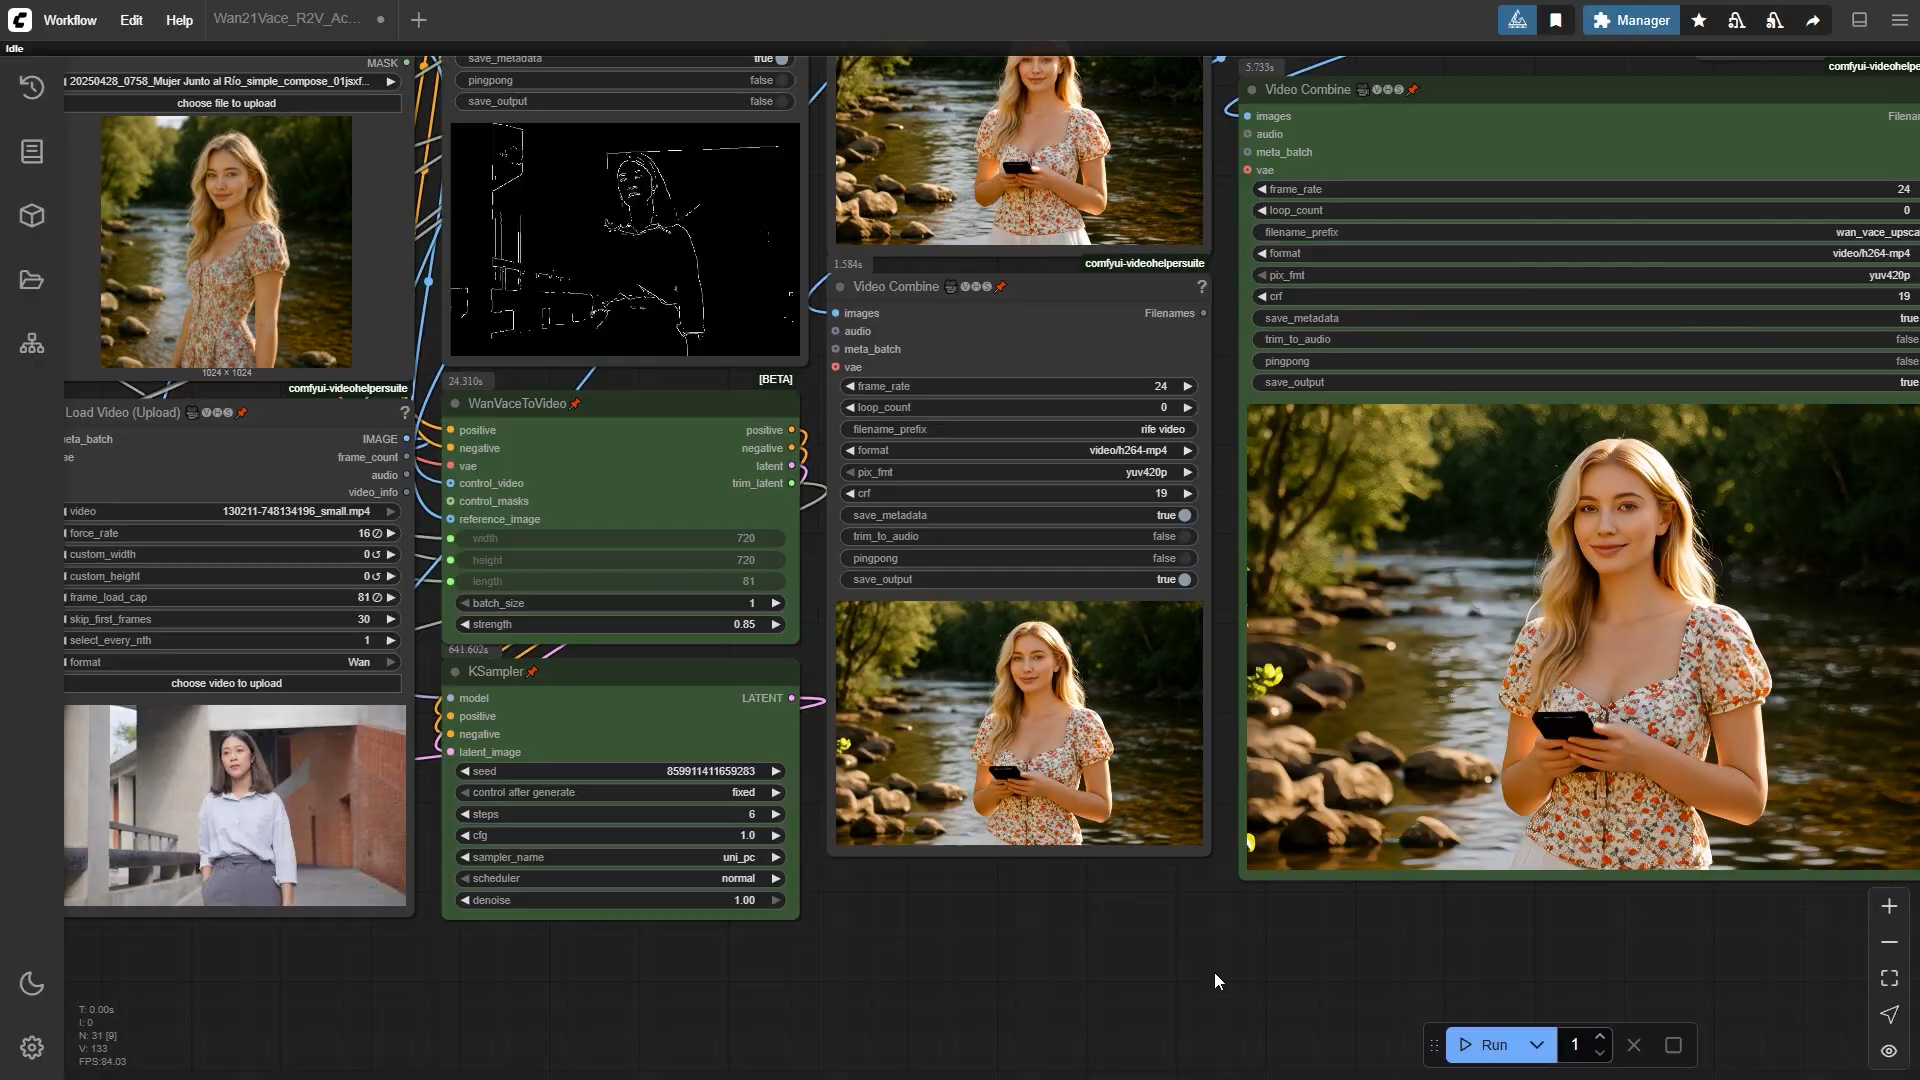 Workflow
Edit
Help
Wan21Vace_R2V_Ac...
Manager
Idle
MASK
20250428_0758_Mujer Junto al Río_simple_compose_01jsxf...
choose file to upload
1024 × 1024
comfyui-videohelpersuite
Load Video (Upload)
?
eta_batch
ae
IMAGE
frame_count
audio
video_info
video 130211-748134196_small.mp4
force_rate 16
custom_width 0
custom_height 0
frame_load_cap 81
skip_first_frames 30
select_every_nth 1
format Wan
choose video to upload
save_metadata true
pingpong false
save_output false
24.310s
[BETA]
WanVaceToVideo
positive positive
negative negative
vae latent
control_video trim_latent
control_masks
reference_image
width 720
height 720
length 81
batch_size 1
strength 0.85
641.602s
KSampler
model LATENT
positive
negative
latent_image
seed 859911411659283
control after generate fixed
steps 6
cfg 1.0
sampler_name uni_pc
scheduler normal
denoise 1.00
1.584s
comfyui-videohelpersuite
Video Combine
?
images Filenames
audio
meta_batch
vae
frame_rate 24
loop_count 0
filename_prefix rife video
format video/h264-mp4
pix_fmt yuv420p
crf 19
save_metadata true
trim_to_audio false
pingpong false
save_output true
5.733s
comfyui-videohelpe
Video Combine
images Filenar
audio
meta_batch
vae
frame_rate 24
loop_count 0
filename_prefix wan_vace_upsca
format video/h264-mp4
pix_fmt yuv420p
crf 19
save_metadata true
trim_to_audio false
pingpong false
save_output true
T: 0.00s
I: 0
N: 31 [9]
V: 133
FPS:84.03
Run
1